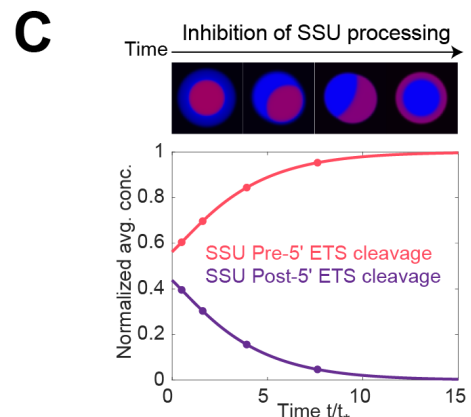 C
Inhibition of SSU processing
Time
Normalized avg. conc.
1
0.8
0.6
0.4
0.2
0
SSU Pre-5' ETS cleavage
SSU Post-5' ETS cleavage
0 5 10 15
Time t/t